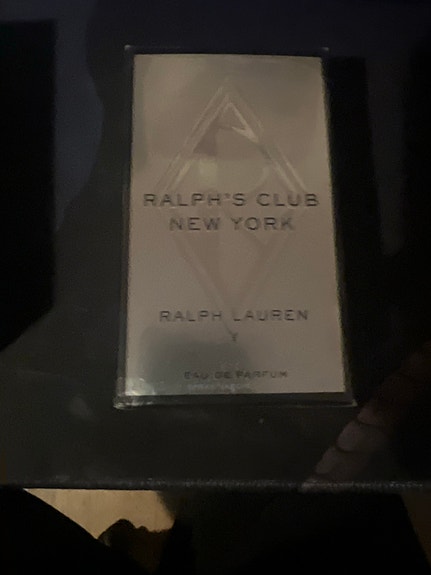 RALPH'S CLUB
NEW YORK
RALPH LAUREN
EAU DE PARFUM